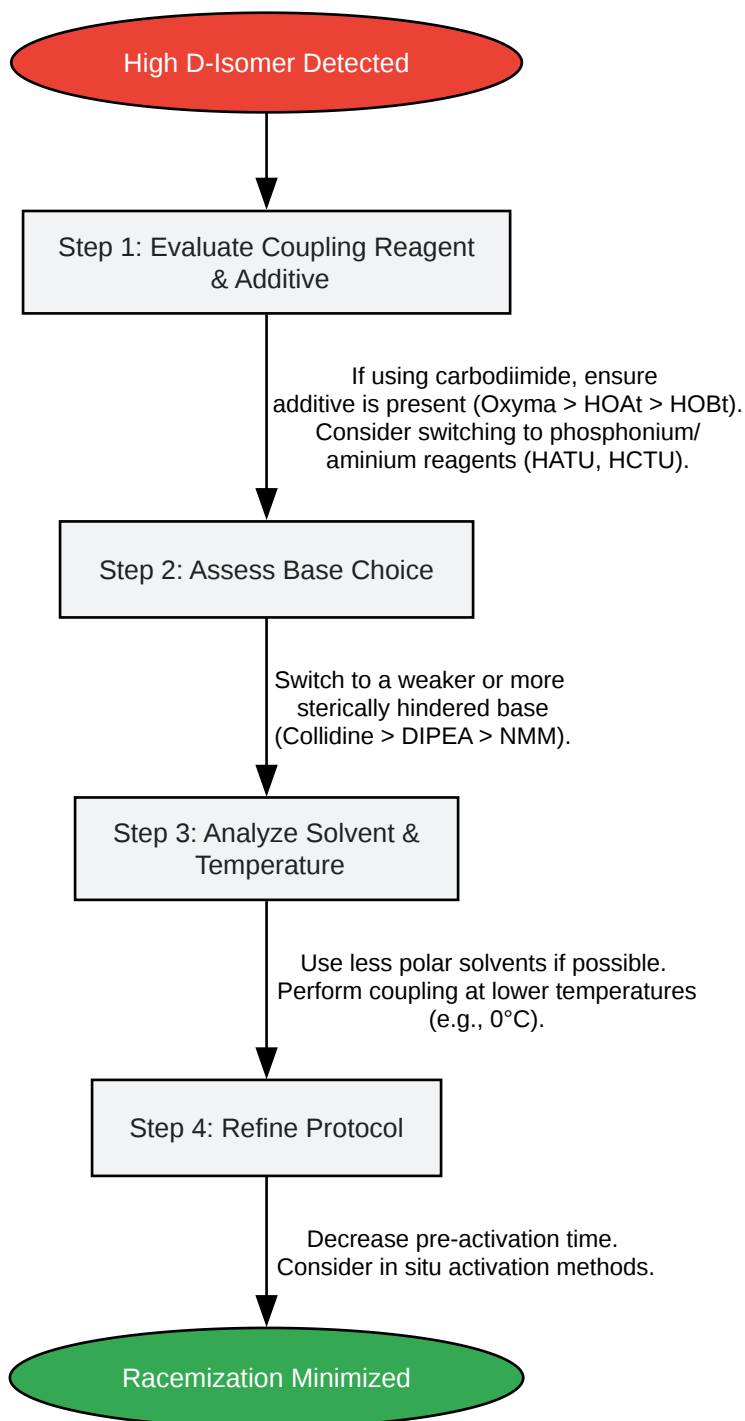 High D-Isomer Detected
Step 1: Evaluate Coupling Reagent
& Additive
If using carbodiimide, ensure
additive is present (Oxyma > HOAt > HOBt).
Consider switching to phosphonium/
aminium reagents (HATU, HCTU).
Step 2: Assess Base Choice
Switch to a weaker or more
sterically hindered base
(Collidine > DIPEA > NMM).
Step 3: Analyze Solvent &
Temperature
Use less polar solvents if possible.
Perform coupling at lower temperatures
(e.g., 0°C).
Step 4: Refine Protocol
Decrease pre-activation time.
Consider in situ activation methods.
Racemization Minimized